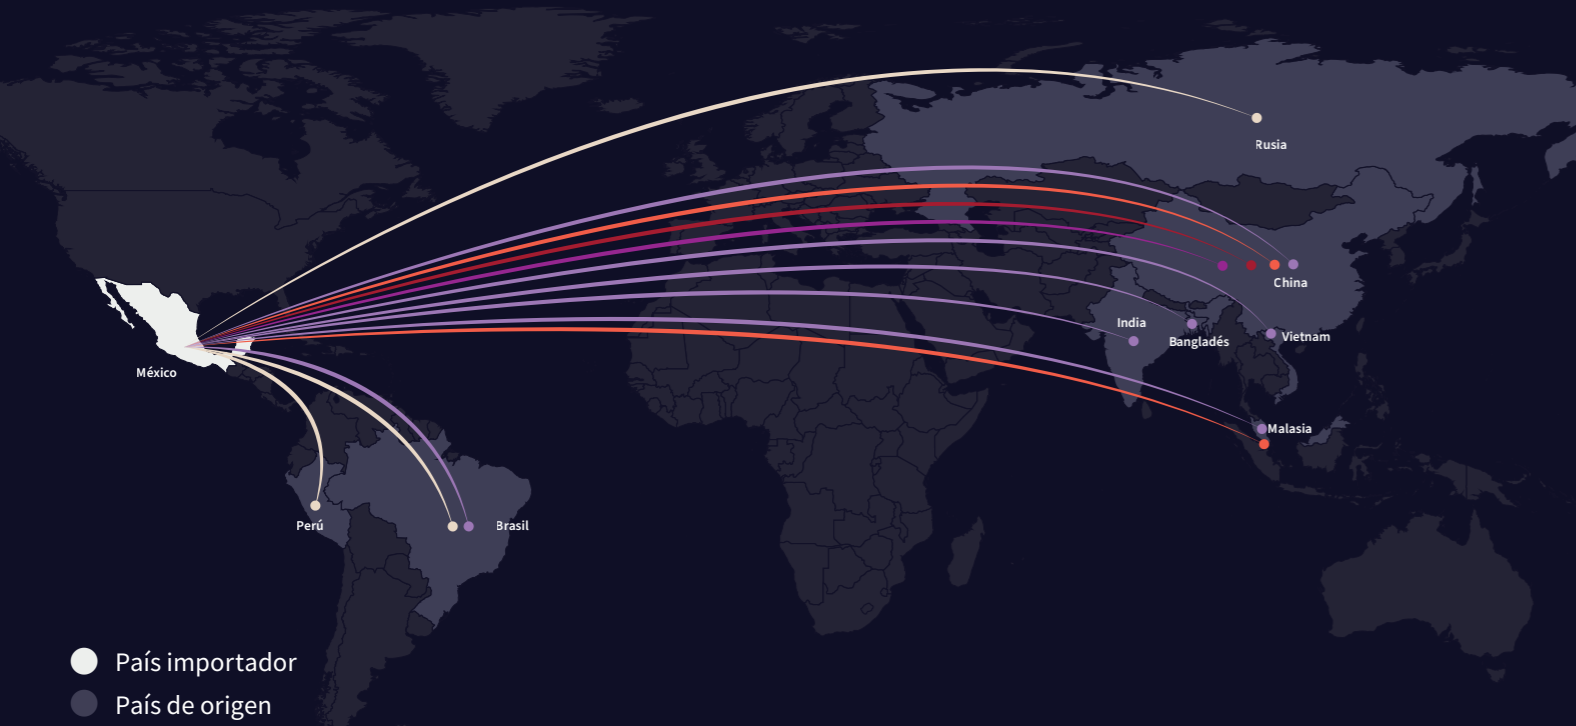 Rusia
China
India
Bangladés
Vietnam
México
Malasia
Perú
Brasil
País importador
País de origen